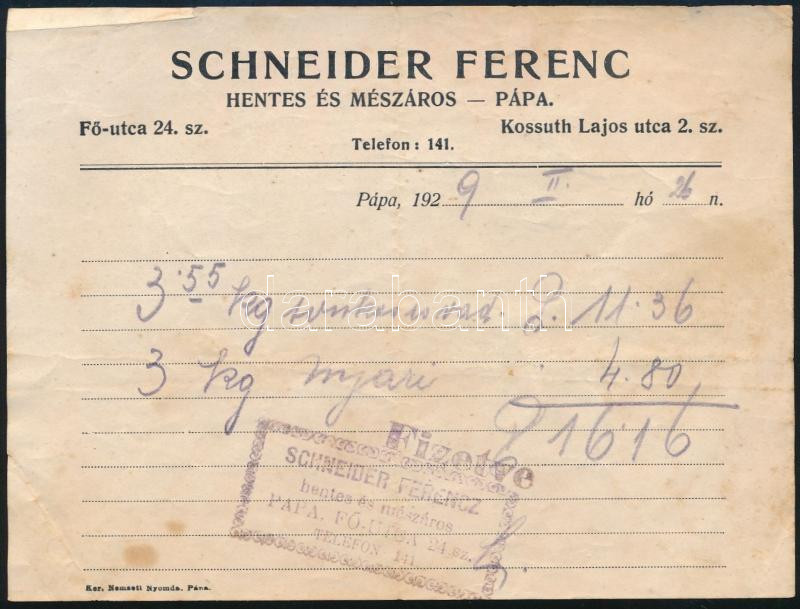 SCHNEIDER FERENC
HENTES ÉS MÉSZÁROS — PÁPA.
Fő-utca 24. sz.
Kossuth Lajos utca 2. sz.
Telefon: 141.
Pápa, 1929 II. hó 26 n.
3.55 kg P. 11.36
3 kg nyári 4.80
P 16.16
darabanth
Fizetve
SCHNEIDER FERENCZ
hentes és mészáros
PÁPA, FŐ-UTCA 24 sz.
TELEFON 141
Ker. Nemzeti Nyomda, Pápa.